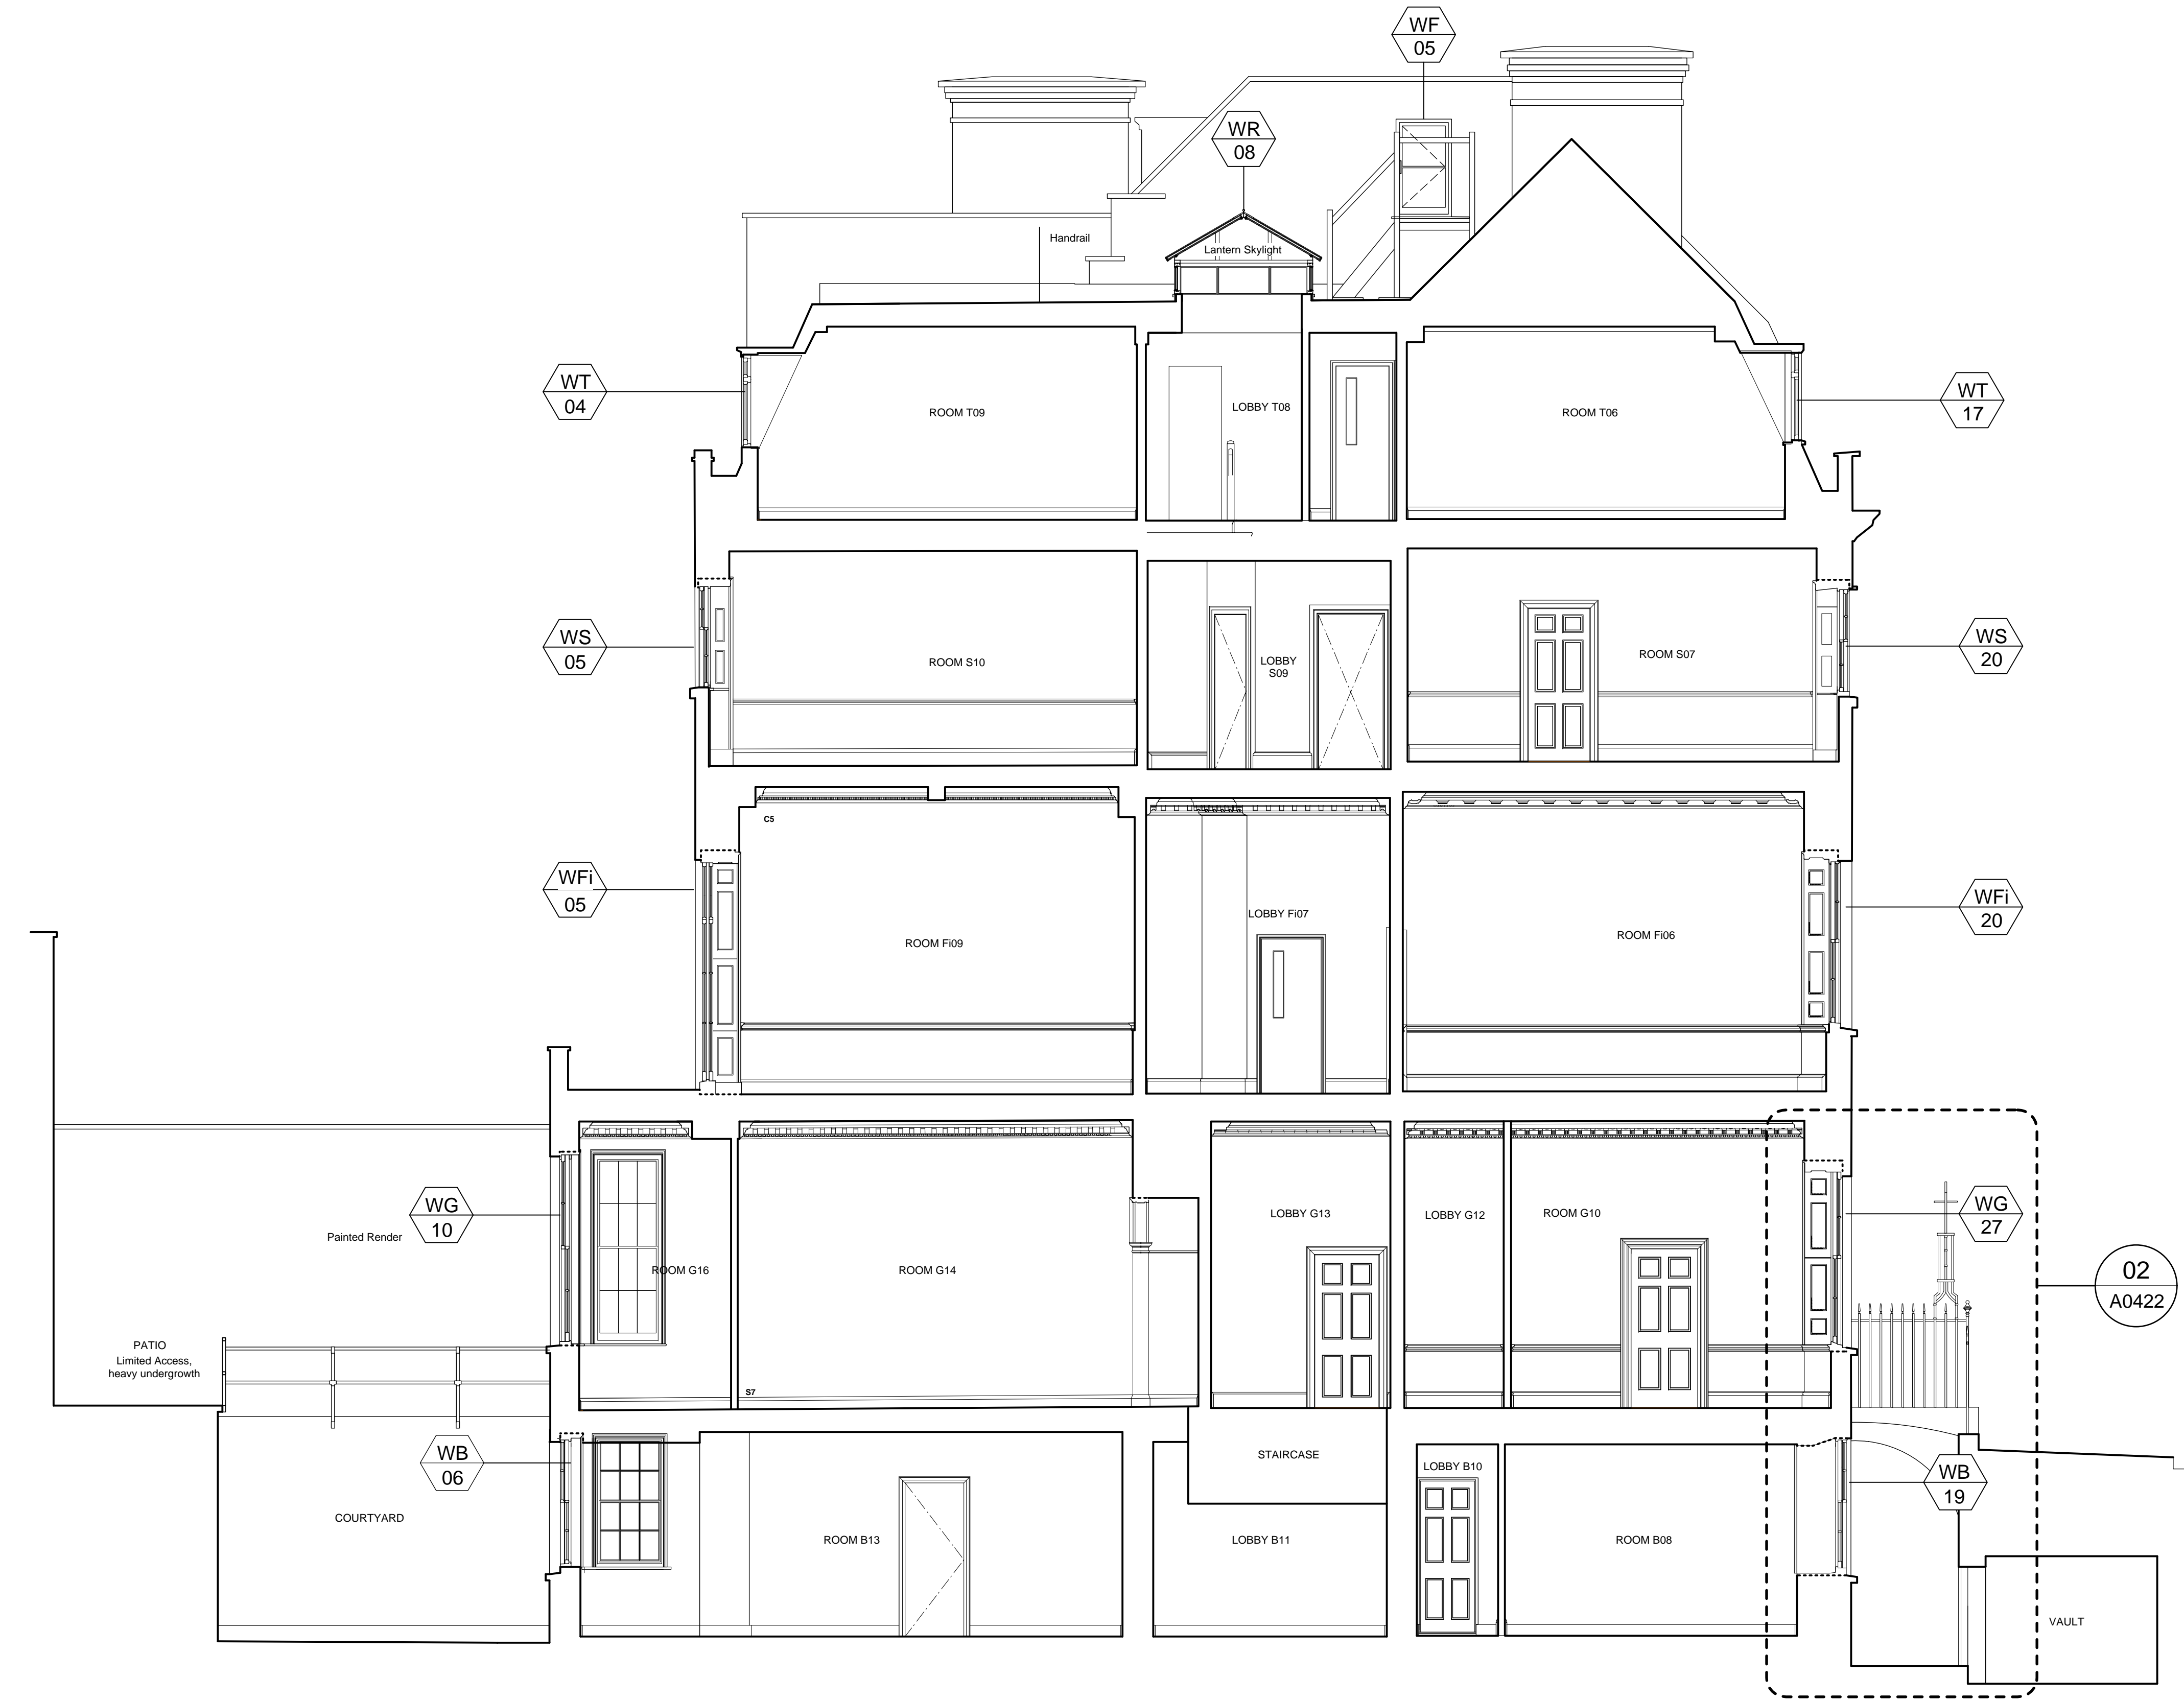 WF
05
WR
08
Handrail
Lantern Skylight
WT
04
ROOM T09
LOBBY T08
ROOM T06
WT
17
WS
05
ROOM S10
LOBBY
S09
ROOM S07
WS
20
C5
WFi
05
ROOM Fi09
LOBBY Fi07
ROOM Fi06
WFi
20
WG
10
Painted Render
ROOM G16
ROOM G14
LOBBY G13
LOBBY G12
ROOM G10
WG
27
02
A0422
PATIO
Limited Access,
heavy undergrowth
S7
WB
06
COURTYARD
ROOM B13
STAIRCASE
LOBBY B11
LOBBY B10
ROOM B08
WB
19
VAULT